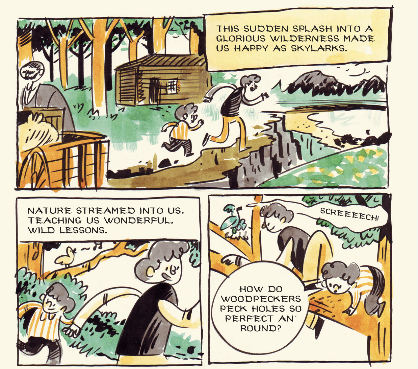 THIS SUDDEN SPLASH INTO A
GLORIOUS WILDERNESS MADE
US HAPPY AS SKYLARKS.
NATURE STREAMED INTO US,
TEACHING US WONDERFUL,
WILD LESSONS.
SCREEEECH!
HOW DO
WOODPECKERS
PECK HOLES SO
PERFECT AN'
ROUND?